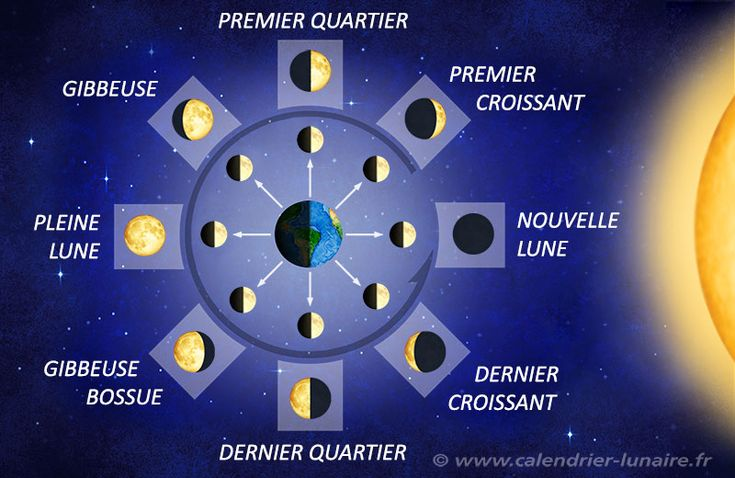 PREMIER QUARTIER
GIBBEUSE
PREMIER
CROISSANT
PLEINE
LUNE
NOUVELLE
LUNE
GIBBEUSE
BOSSUE
DERNIER
CROISSANT
DERNIER QUARTIER
© www.calendrier-lunaire.fr